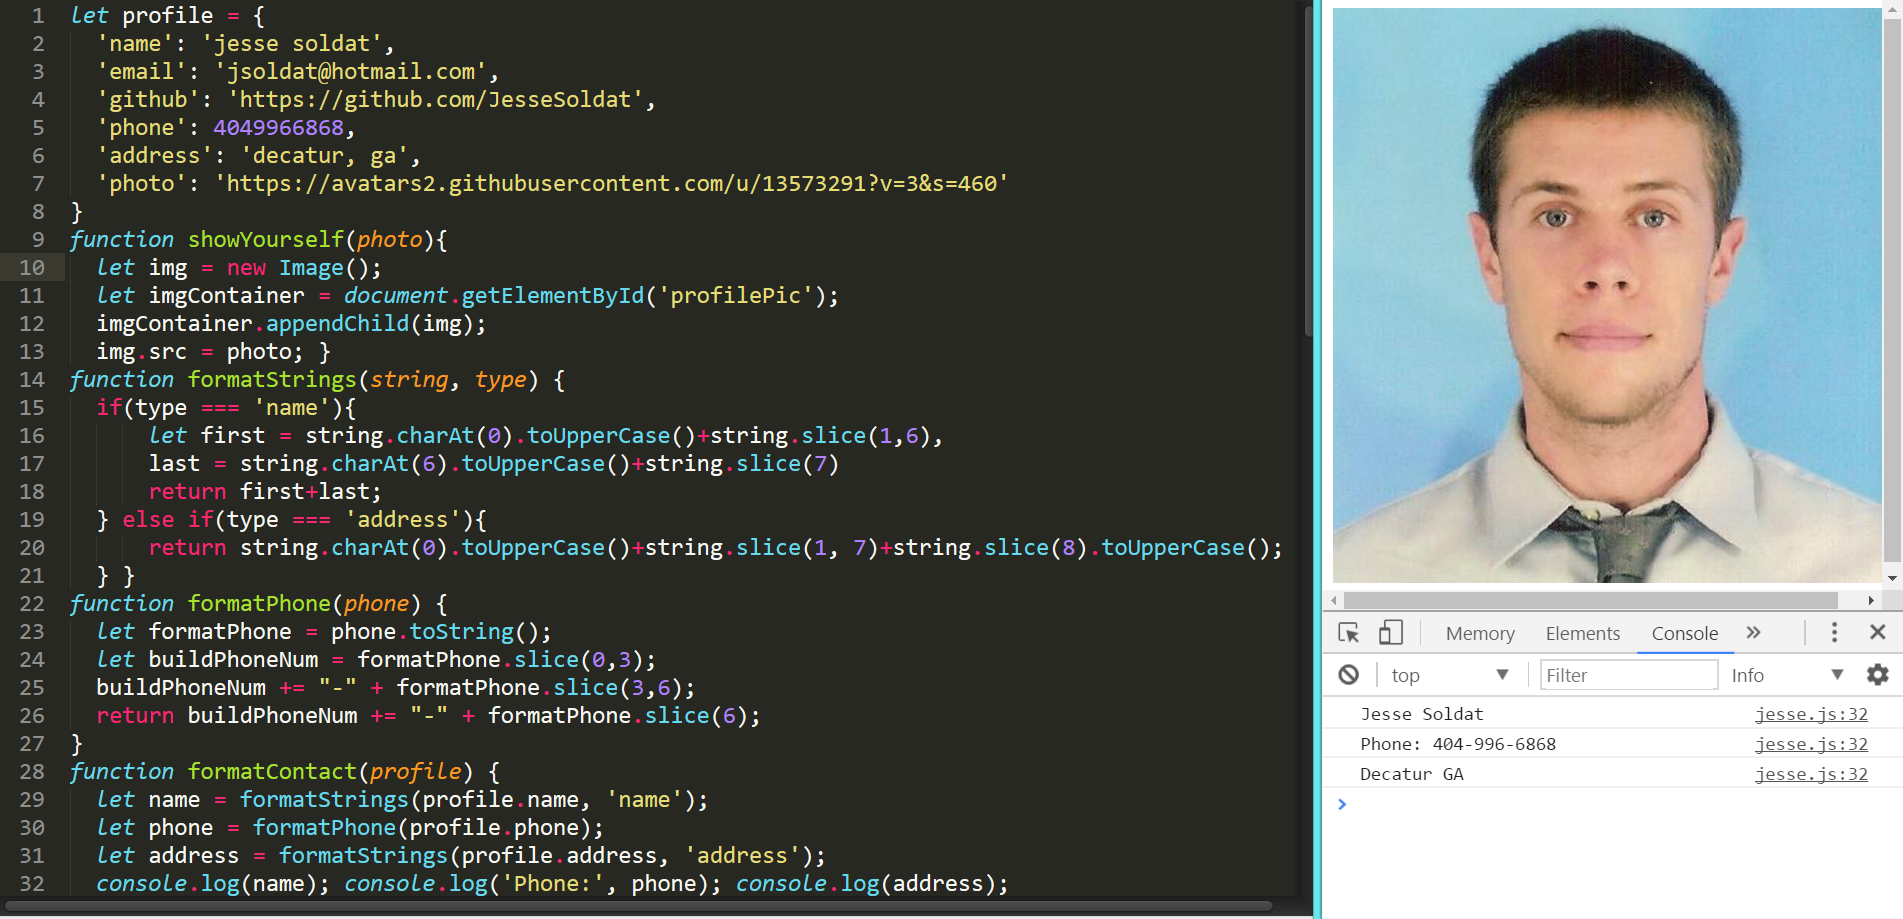 1 let profile = {
2 'name': 'jesse soldat',
3 'email': 'jsoldat@hotmail.com',
4 'github': 'https://github.com/JesseSoldat',
5 'phone': 4049966868,
6 'address': 'decatur, ga',
7 'photo': 'https://avatars2.githubusercontent.com/u/13573291?v=3&s=460'
8 }
9 function showYourself(photo){
10 let img = new Image();
11 let imgContainer = document.getElementById('profilePic');
12 imgContainer.appendChild(img);
13 img.src = photo; }
14 function formatStrings(string, type) {
15 if(type === 'name'){
16 let first = string.charAt(0).toUpperCase()+string.slice(1,6),
17 last = string.charAt(6).toUpperCase()+string.slice(7)
18 return first+last;
19 } else if(type === 'address'){
20 return string.charAt(0).toUpperCase()+string.slice(1, 7)+string.slice(8).toUpperCase();
21 } }
22 function formatPhone(phone) {
23 let formatPhone = phone.toString();
24 let buildPhoneNum = formatPhone.slice(0,3);
25 buildPhoneNum += "-" + formatPhone.slice(3,6);
26 return buildPhoneNum += "-" + formatPhone.slice(6);
27 }
28 function formatContact(profile) {
29 let name = formatStrings(profile.name, 'name');
30 let phone = formatPhone(profile.phone);
31 let address = formatStrings(profile.address, 'address');
32 console.log(name); console.log('Phone:', phone); console.log(address);
Memory Elements Console »
top Filter Info
Jesse Soldat jesse.js:32
Phone: 404-996-6868 jesse.js:32
Decatur GA jesse.js:32